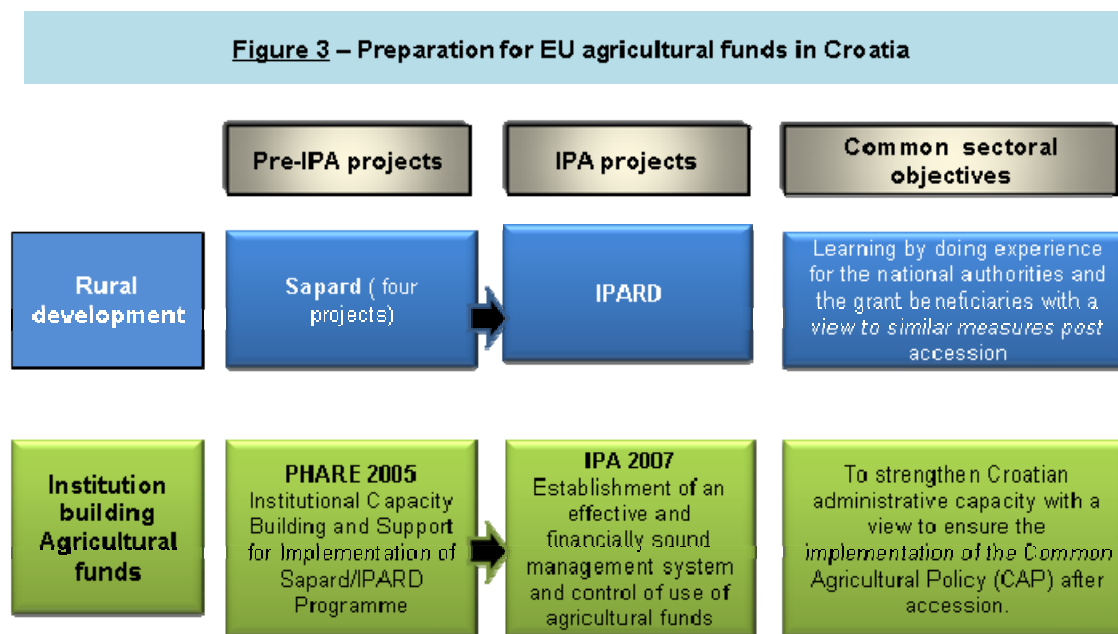 Figure 3 – Preparation for EU agricultural funds in Croatia
Pre-IPA projects
IPA projects
Common sectoral
objectives
Rural
development
Sapard ( four
projects)
IPARD
Learning by doing experience
for the national authorities and
the grant beneficiaries with a
view to similar measures post
accession
Institution
building
Agricultural
funds
PHARE 2005
Institutional Capacity
Building and Support
for Implementation of
Sapard/IPARD
Programme
IPA 2007
Establishment of an
effective and
financially sound
management system
and control of use of
agricultural funds
To strengthen Croatian
administrative capacity with a
view to ensure the
implementation of the Common
Agricultural Policy (CAP) after
accession.